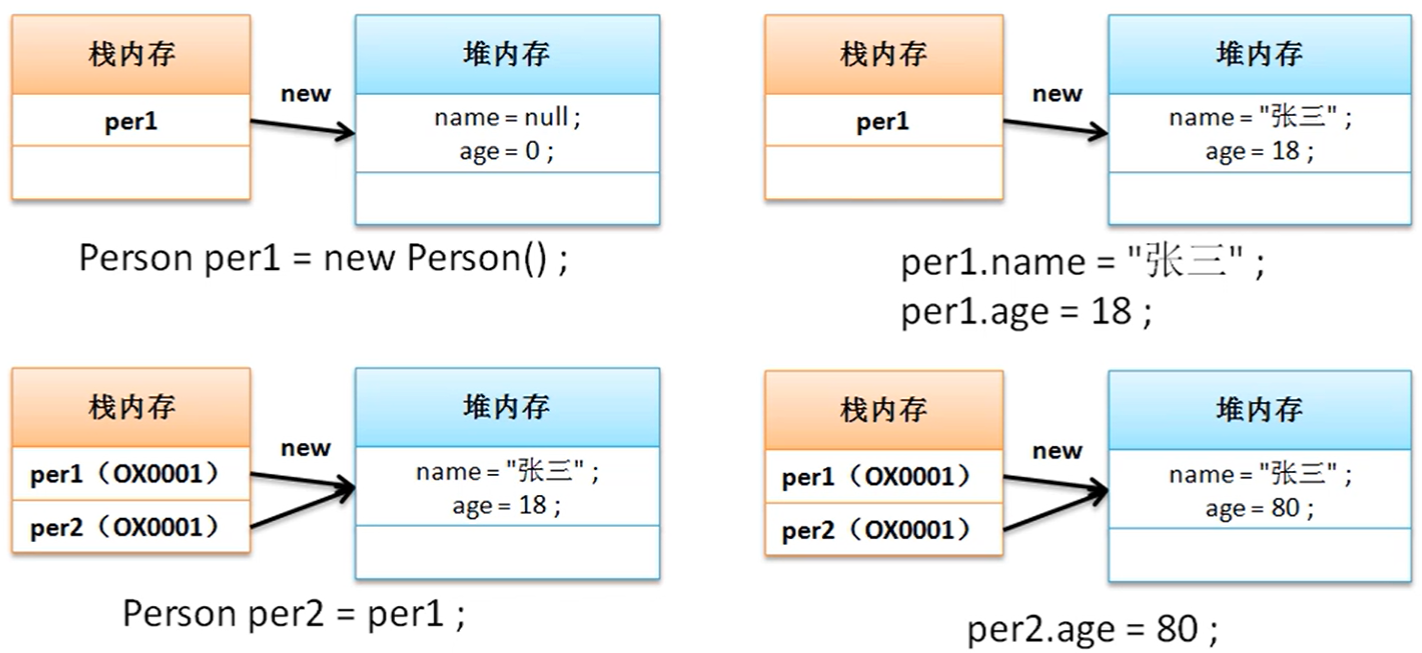 栈内存
per1
new
堆内存
name = null ;
age = 0 ;
Person per1 = new Person() ;
栈内存
per1
new
堆内存
name = "张三" ;
age = 18 ;
per1.name = "张三" ;
per1.age = 18 ;
栈内存
per1（OX0001）
per2（OX0001）
new
堆内存
name = "张三" ;
age = 18 ;
Person per2 = per1 ;
栈内存
per1（OX0001）
per2（OX0001）
new
堆内存
name = "张三" ;
age = 80 ;
per2.age = 80 ;